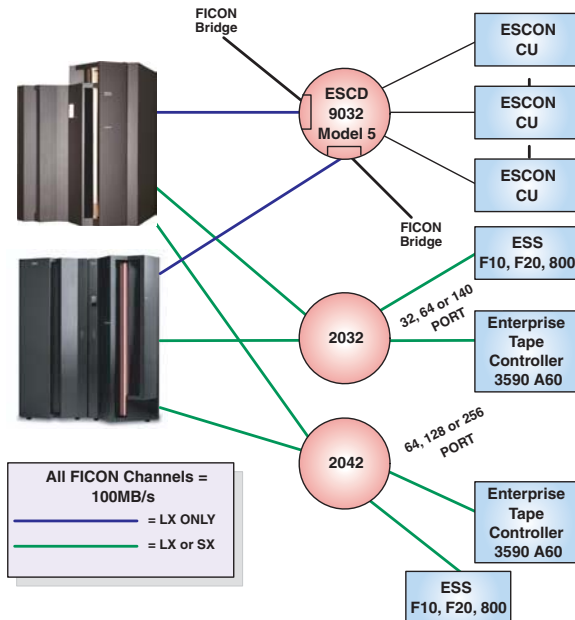 FICON
Bridge
ESCD
9032
Model 5
ESCON
CU
ESCON
CU
ESCON
CU
FICON
Bridge
ESS
F10, F20, 800
32, 64 or 140
PORT
2032
Enterprise
Tape
Controller
3590 A60
64, 128 or 256
PORT
2042
All FICON Channels =
100MB/s
= LX ONLY
= LX or SX
Enterprise
Tape
Controller
3590 A60
ESS
F10, F20, 800